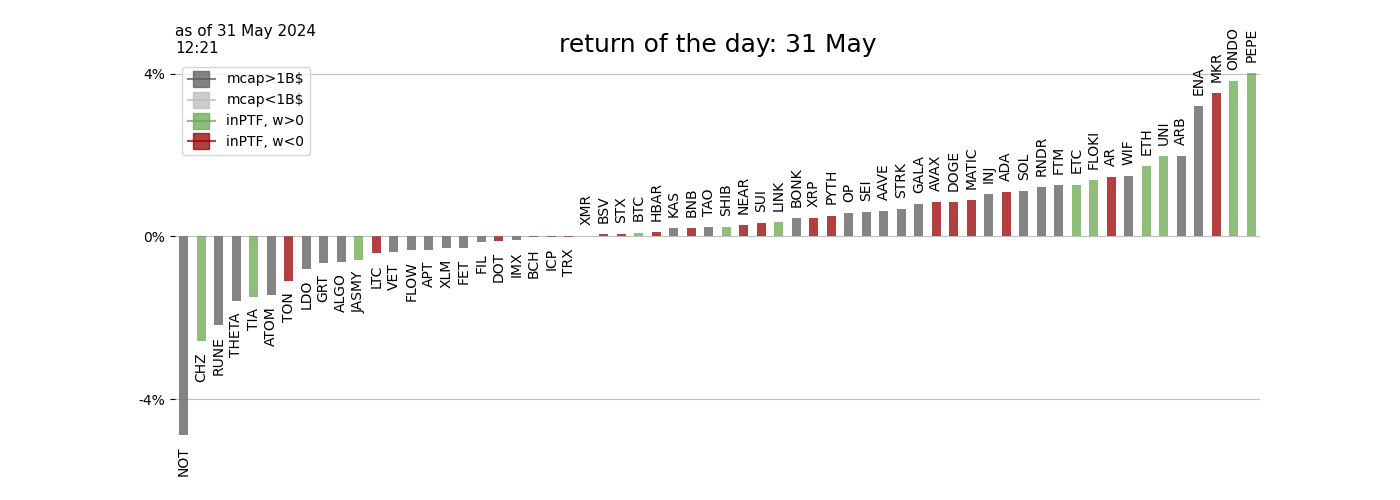 as of 31 May 2024
12:21
return of the day: 31 May
4%
0%
-4%
mcap>1B$
mcap<1B$
inPTF, w>0
inPTF, w<0
NOT
CHZ
RUNE
THETA
TIA
ATOM
TON
LDO
GRT
ALGO
JASMY
LTC
VET
FLOW
APT
XLM
FET
FIL
DOT
IMX
BCH
ICP
TRX
XMR
BSV
STX
BTC
HBAR
KAS
BNB
TAO
SHIB
NEAR
SUI
LINK
BONK
XRP
PYTH
OP
SEI
AAVE
STRK
GALA
AVAX
DOGE
MATIC
INJ
ADA
SOL
RNDR
FTM
ETC
FLOKI
AR
WIF
ETH
UNI
ARB
ENA
MKR
ONDO
PEPE